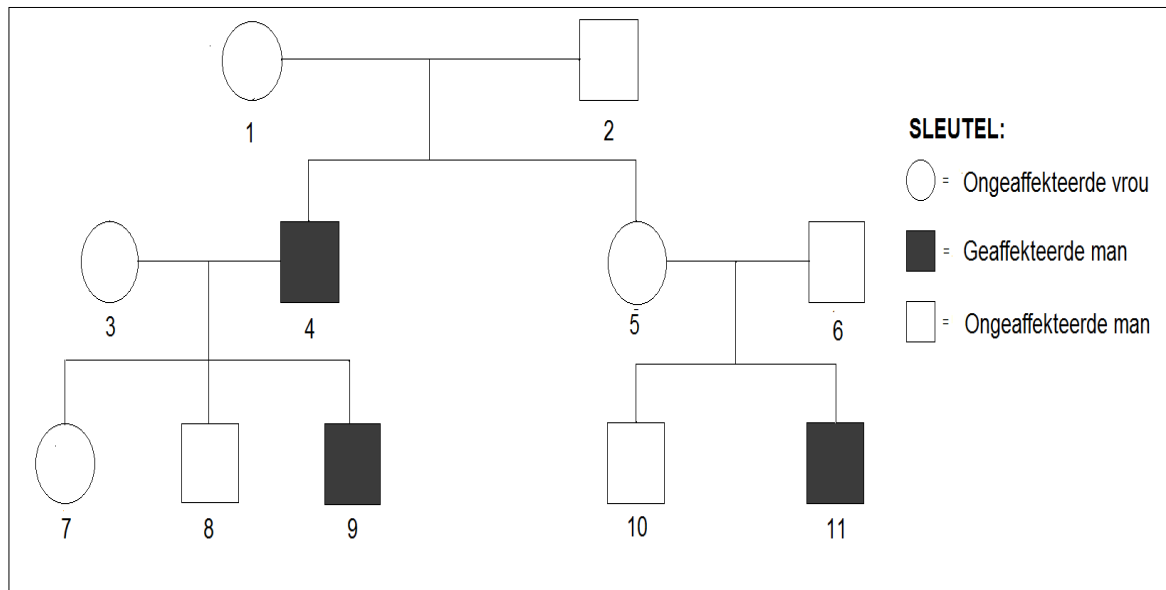 1
2
SLEUTEL:
= Ongeaffekteerde vrou
= Geaffekteerde man
= Ongeaffekteerde man
3
4
5
6
7
8
9
10
11